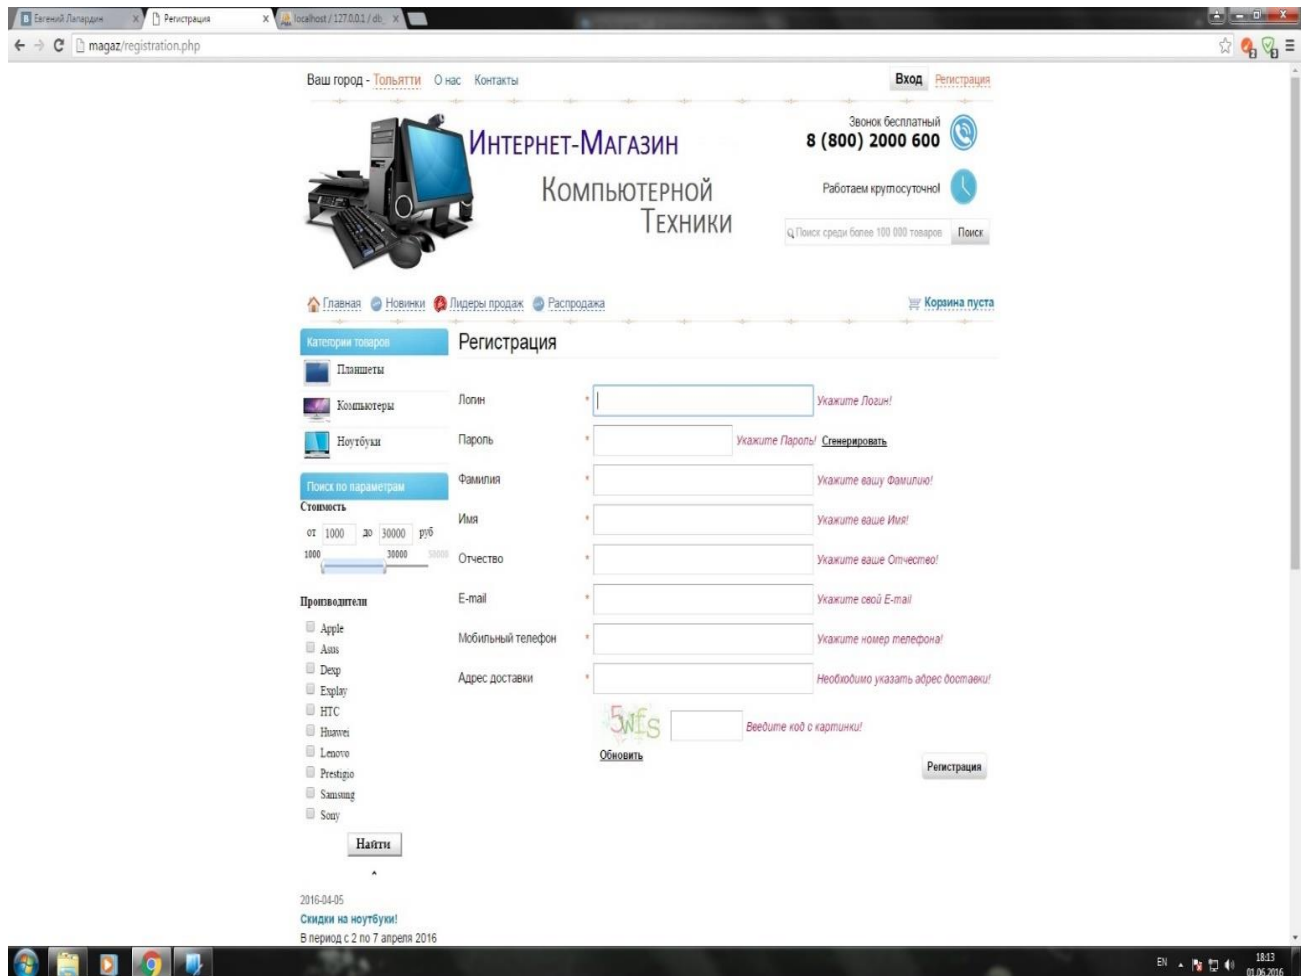 Евгений Лапардин
Регистрация
localhost / 127.0.0.1 / db_
magaz/registration.php
Ваш город - Тольятти О нас Контакты
Вход Регистрация
Интернет-Магазин
Компьютерной
Техники
Звонок бесплатный
8 (800) 2000 600
Работаем круглосуточно!
Поиск среди более 100 000 товаров Поиск
Главная Новинки Лидеры продаж Распродажа
Корзина пуста
Категории товаров
Планшеты
Компьютеры
Ноутбуки
Поиск по параметрам
Стоимость
от 1000 до 30000 руб
1000 30000 50000
Производители
Apple
Asus
Dexp
Explay
HTC
Huawei
Lenovo
Prestigio
Samsung
Sony
Найти
2016-04-05
Скидки на ноутбуки!
В период с 2 по 7 апреля 2016
Регистрация
Логин * Укажите Логин!
Пароль * Укажите Пароль! Сгенерировать
Фамилия * Укажите вашу Фамилию!
Имя * Укажите ваше Имя!
Отчество * Укажите ваше Отчество!
E-mail * Укажите свой E-mail
Мобильный телефон * Укажите номер телефона!
Адрес доставки * Необходимо указать адрес доставки!
5wfs Введите код с картинки!
Обновить
Регистрация
EN
18:13
01.06.2016